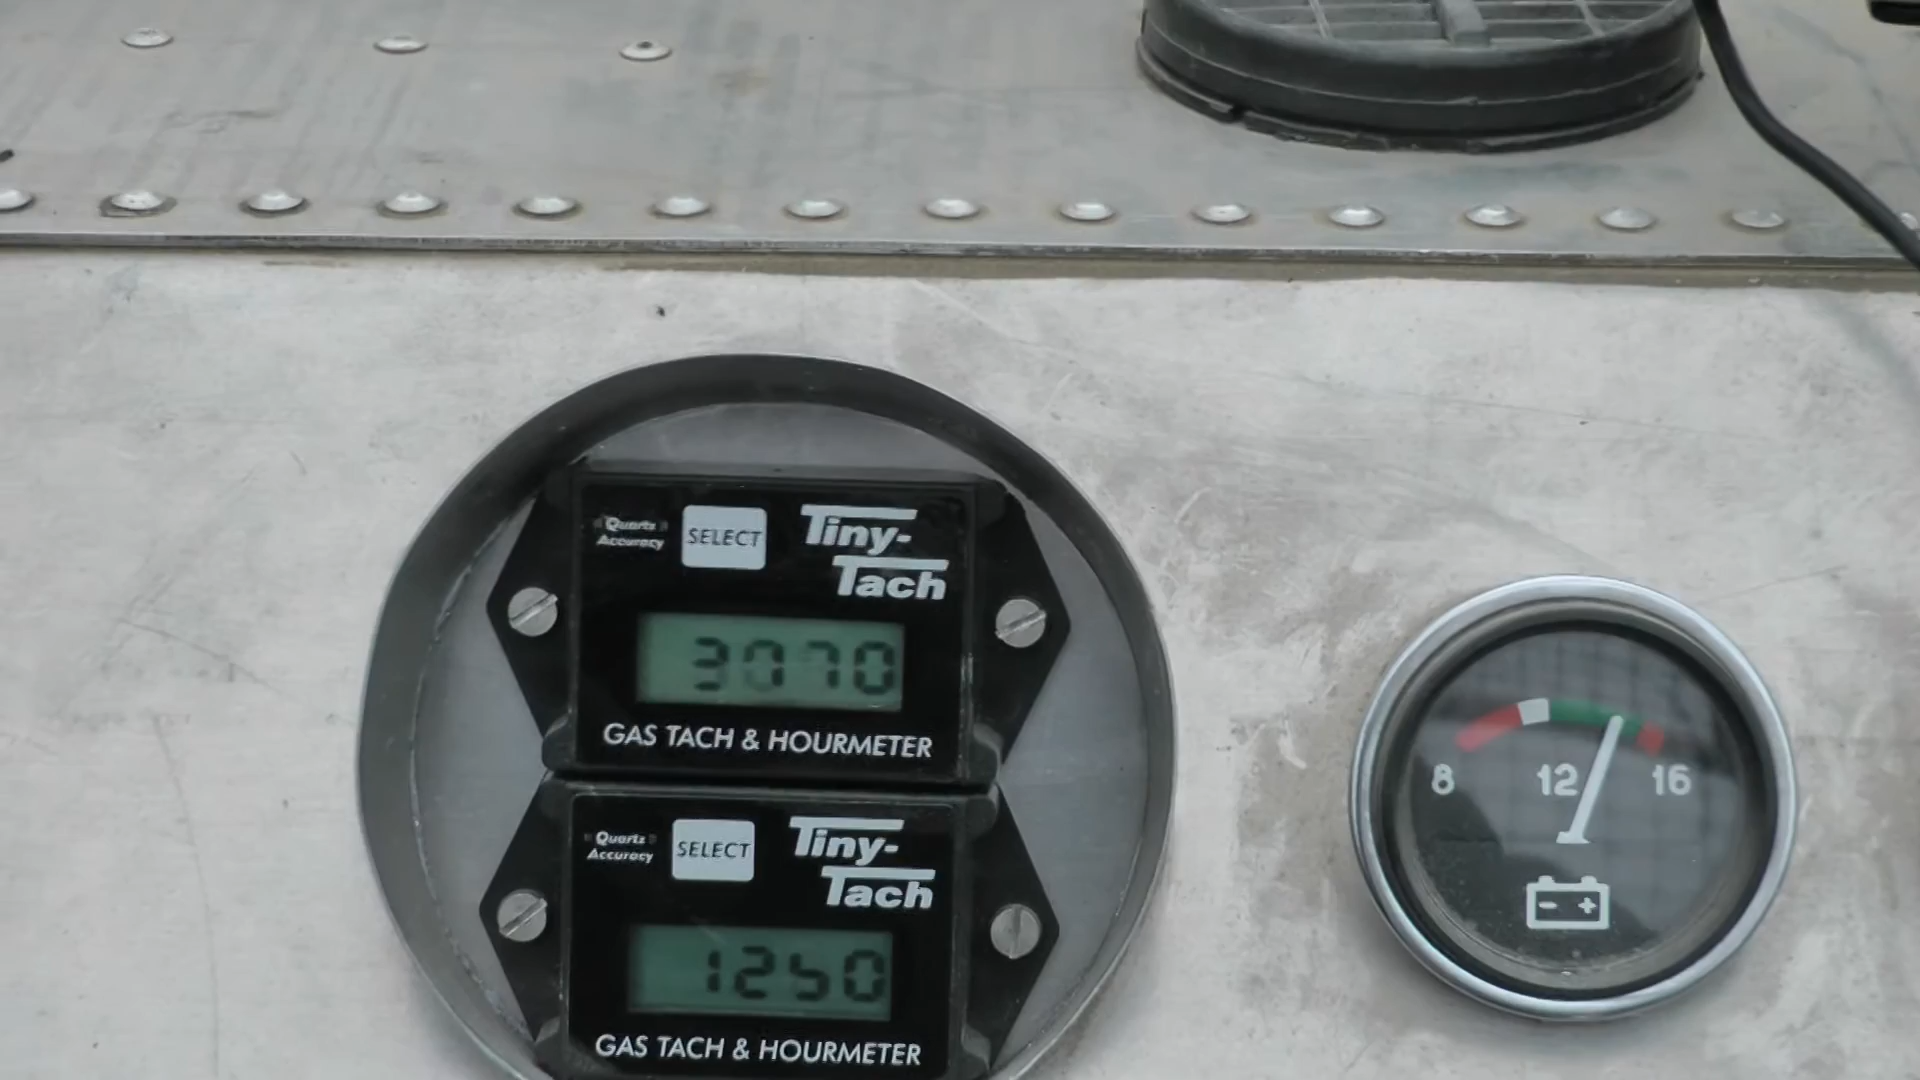 Quartz
Accuracy
SELECT
Tiny-
Tach
3070
GAS TACH & HOURMETER
Quartz
Accuracy
SELECT
Tiny-
Tach
GAS TACH & HOURMETER
8 12 16
- +